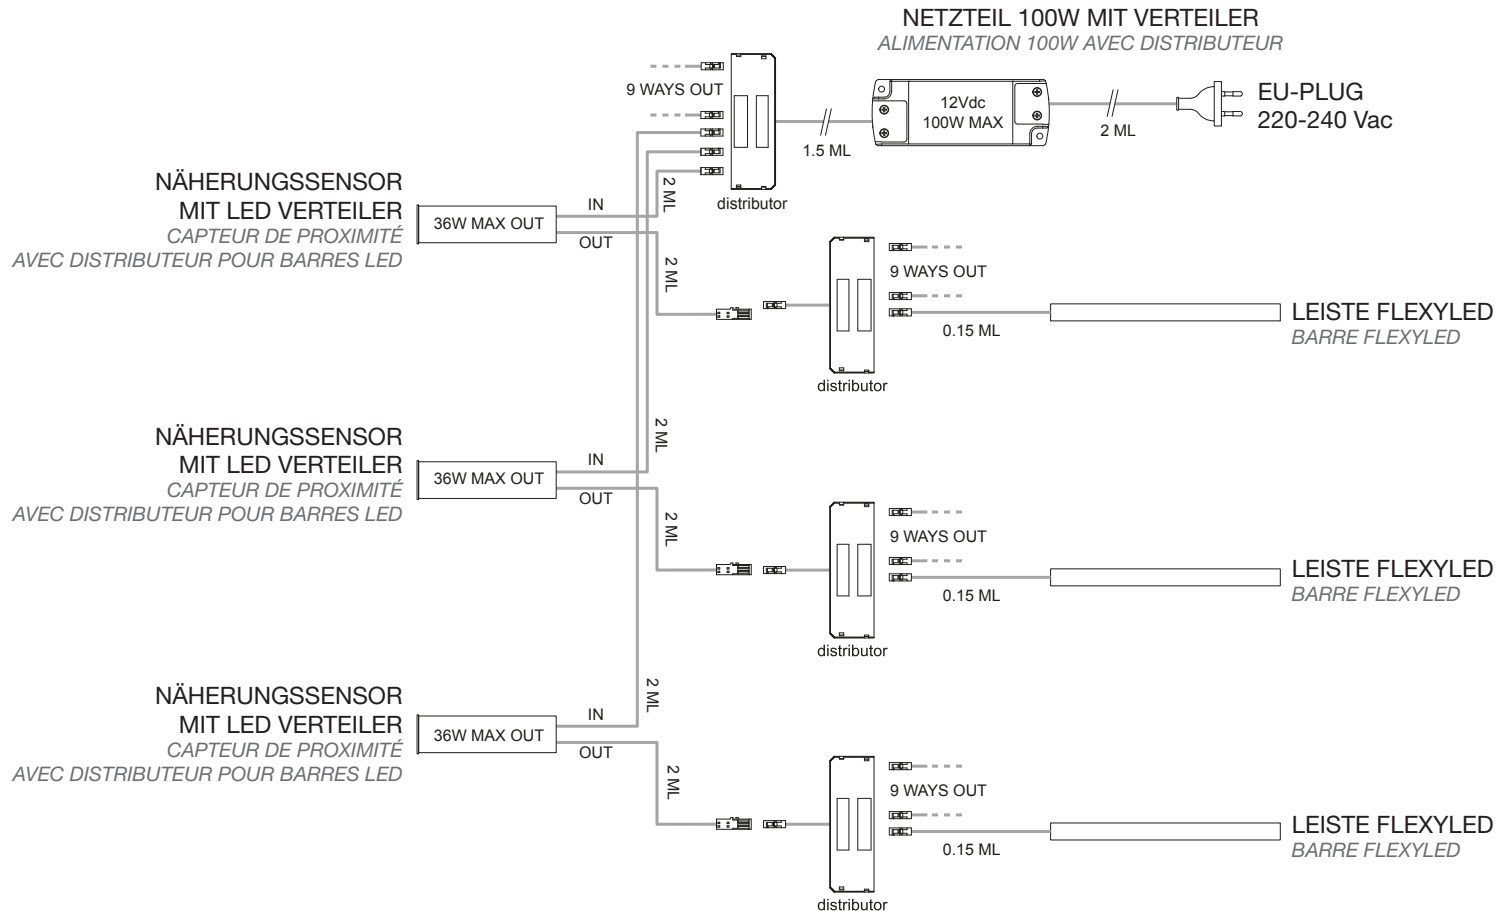 NETZTEIL 100W MIT VERTEILER
ALIMENTATION 100W AVEC DISTRIBUTEUR
9 WAYS OUT
12Vdc
100W MAX
EU-PLUG
220-240 Vac
1.5 ML
2 ML
distributor
NÄHERUNGSSENSOR
MIT LED VERTEILER
CAPTEUR DE PROXIMITÉ
AVEC DISTRIBUTEUR POUR BARRES LED
36W MAX OUT
IN
OUT
2 ML
2 ML
9 WAYS OUT
0.15 ML
distributor
LEISTE FLEXYLED
BARRE FLEXYLED
NÄHERUNGSSENSOR
MIT LED VERTEILER
CAPTEUR DE PROXIMITÉ
AVEC DISTRIBUTEUR POUR BARRES LED
36W MAX OUT
IN
OUT
2 ML
2 ML
9 WAYS OUT
0.15 ML
distributor
LEISTE FLEXYLED
BARRE FLEXYLED
NÄHERUNGSSENSOR
MIT LED VERTEILER
CAPTEUR DE PROXIMITÉ
AVEC DISTRIBUTEUR POUR BARRES LED
36W MAX OUT
IN
OUT
2 ML
2 ML
9 WAYS OUT
0.15 ML
distributor
LEISTE FLEXYLED
BARRE FLEXYLED